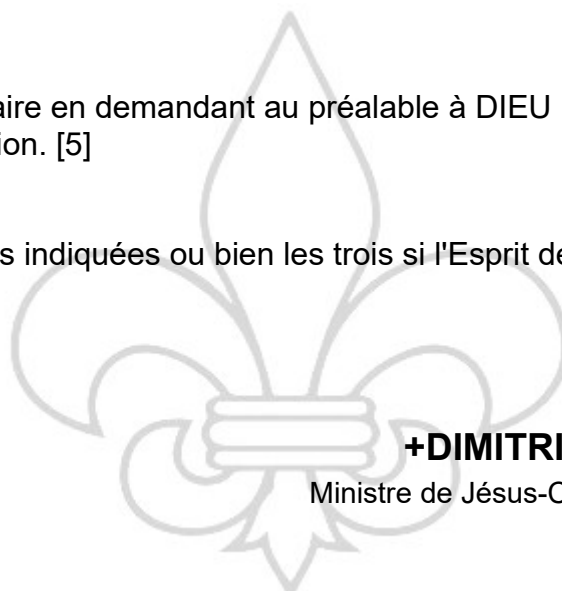 aire en demandant au préalable à DIEU
ion. [5]
s indiquées ou bien les trois si l'Esprit de
+DIMITRI
Ministre de Jésus-C